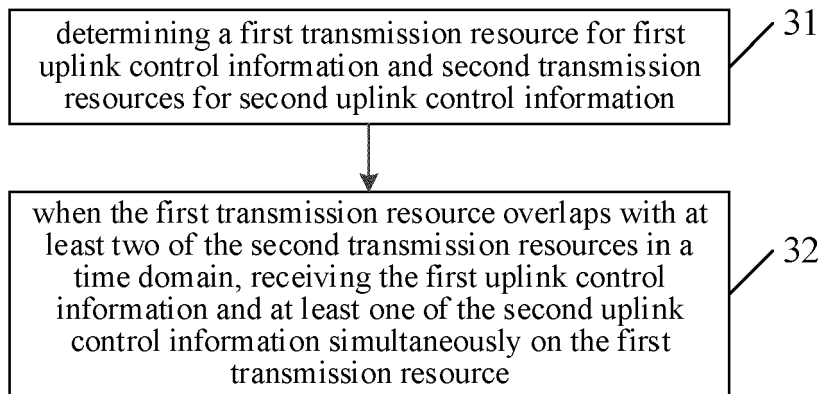 determining a first transmission resource for first
uplink control information and second transmission
resources for second uplink control information
31
when the first transmission resource overlaps with at
least two of the second transmission resources in a
time domain, receiving the first uplink control
information and at least one of the second uplink
control information simultaneously on the first
transmission resource
32